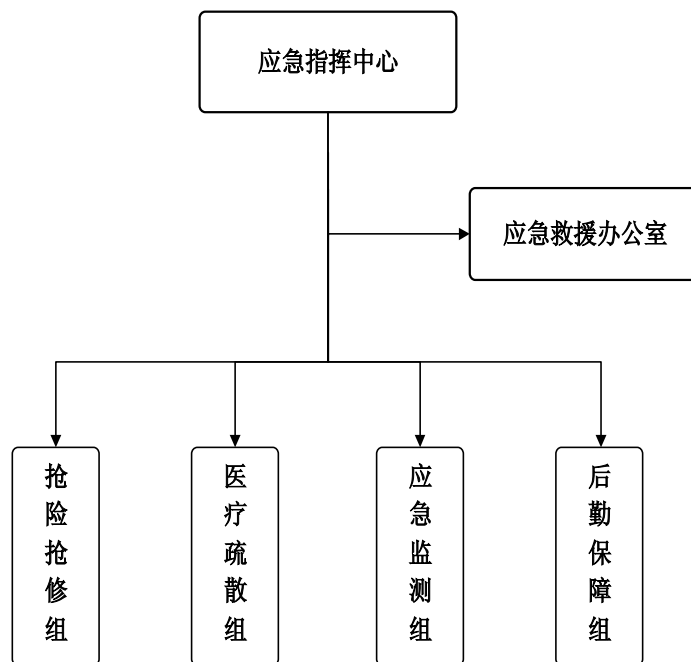 应急指挥中心
应急救援办公室
抢险抢修组
医疗疏散组
应急监测组
后勤保障组